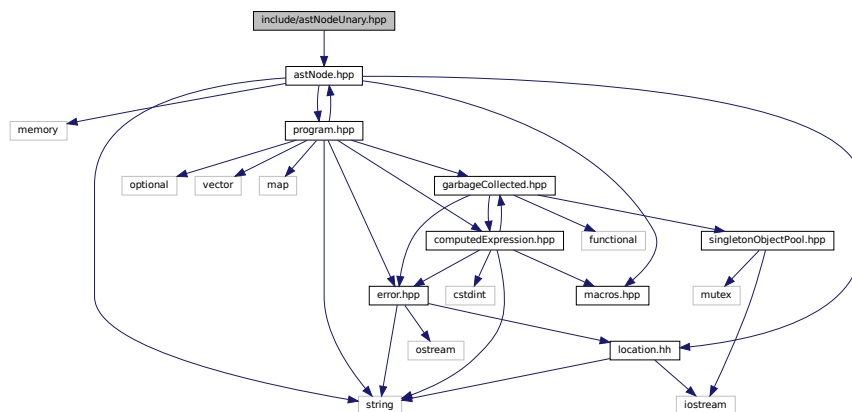 include/astNodeUnary.hpp
astNode.hpp
memory
program.hpp
optional
vector
map
garbageCollected.hpp
computedExpression.hpp
functional
singletonObjectPool.hpp
error.hpp
cstdint
macros.hpp
mutex
ostream
location.hh
string
iostream